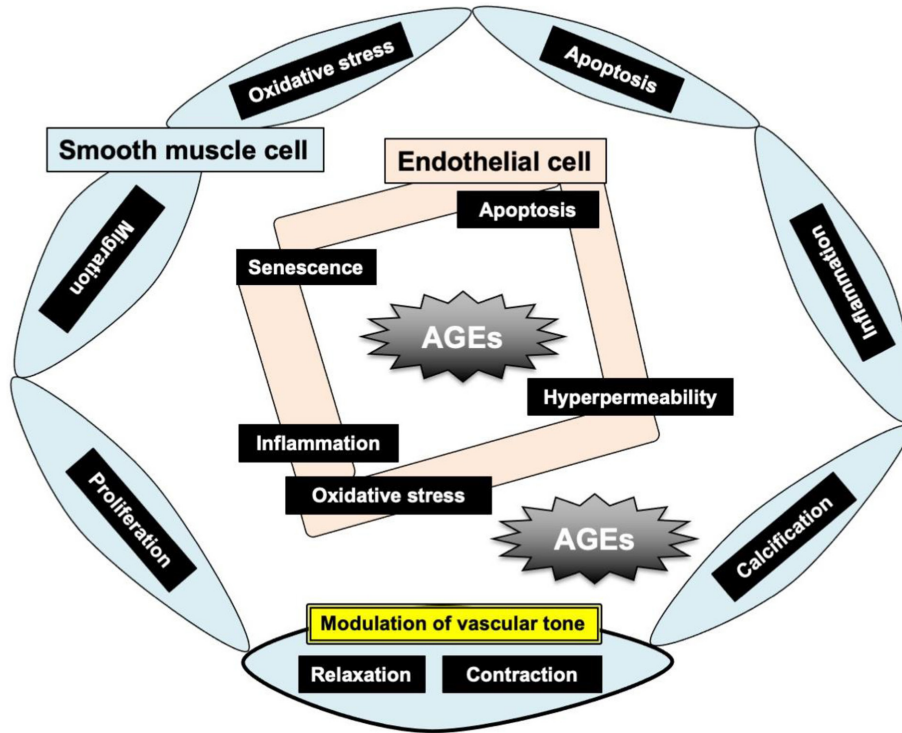 Oxidative stress
Apoptosis
Smooth muscle cell
Endothelial cell
Apoptosis
Migration
Senescence
Inflammation
AGEs
Hyperpermeability
Inflammation
Oxidative stress
Proliferation
AGEs
Calcification
Modulation of vascular tone
Relaxation
Contraction